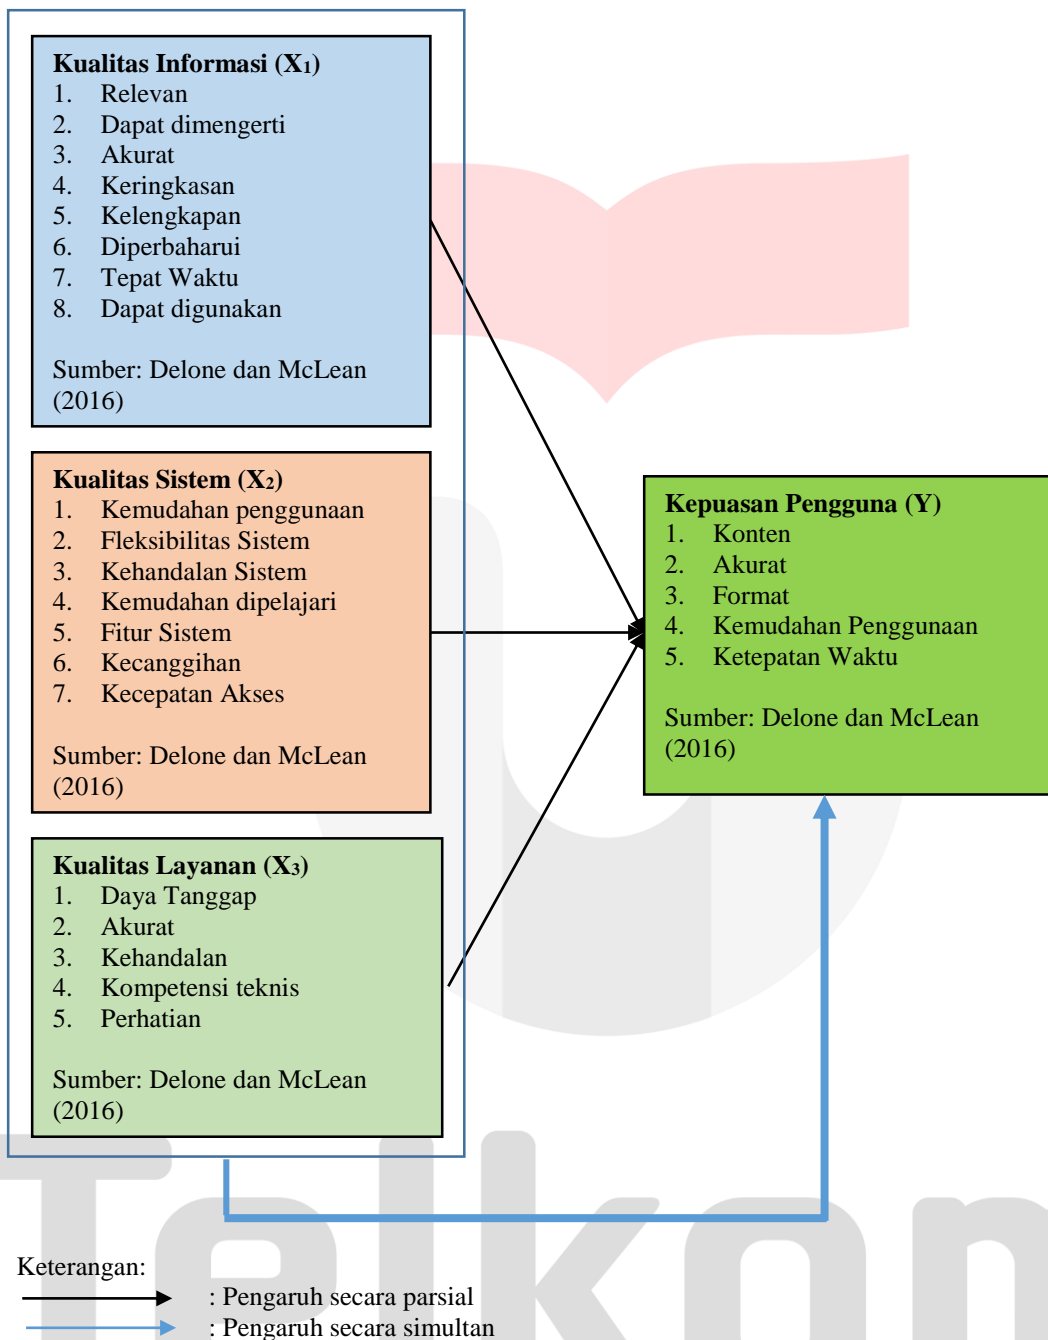 Kualitas Informasi (X₁)
1. Relevan
2. Dapat dimengerti
3. Akurat
4. Keringkasan
5. Kelengkapan
6. Diperbaharui
7. Tepat Waktu
8. Dapat digunakan
Sumber: Delone dan McLean
(2016)
Kualitas Sistem (X₂)
1. Kemudahan penggunaan
2. Fleksibilitas Sistem
3. Kehandalan Sistem
4. Kemudahan dipelajari
5. Fitur Sistem
6. Kecanggihan
7. Kecepatan Akses
Sumber: Delone dan McLean
(2016)
Kualitas Layanan (X₃)
1. Daya Tanggap
2. Akurat
3. Kehandalan
4. Kompetensi teknis
5. Perhatian
Sumber: Delone dan McLean
(2016)
Kepuasan Pengguna (Y)
1. Konten
2. Akurat
3. Format
4. Kemudahan Penggunaan
5. Ketepatan Waktu
Sumber: Delone dan McLean
(2016)
Telkom
Keterangan:
: Pengaruh secara parsial
: Pengaruh secara simultan